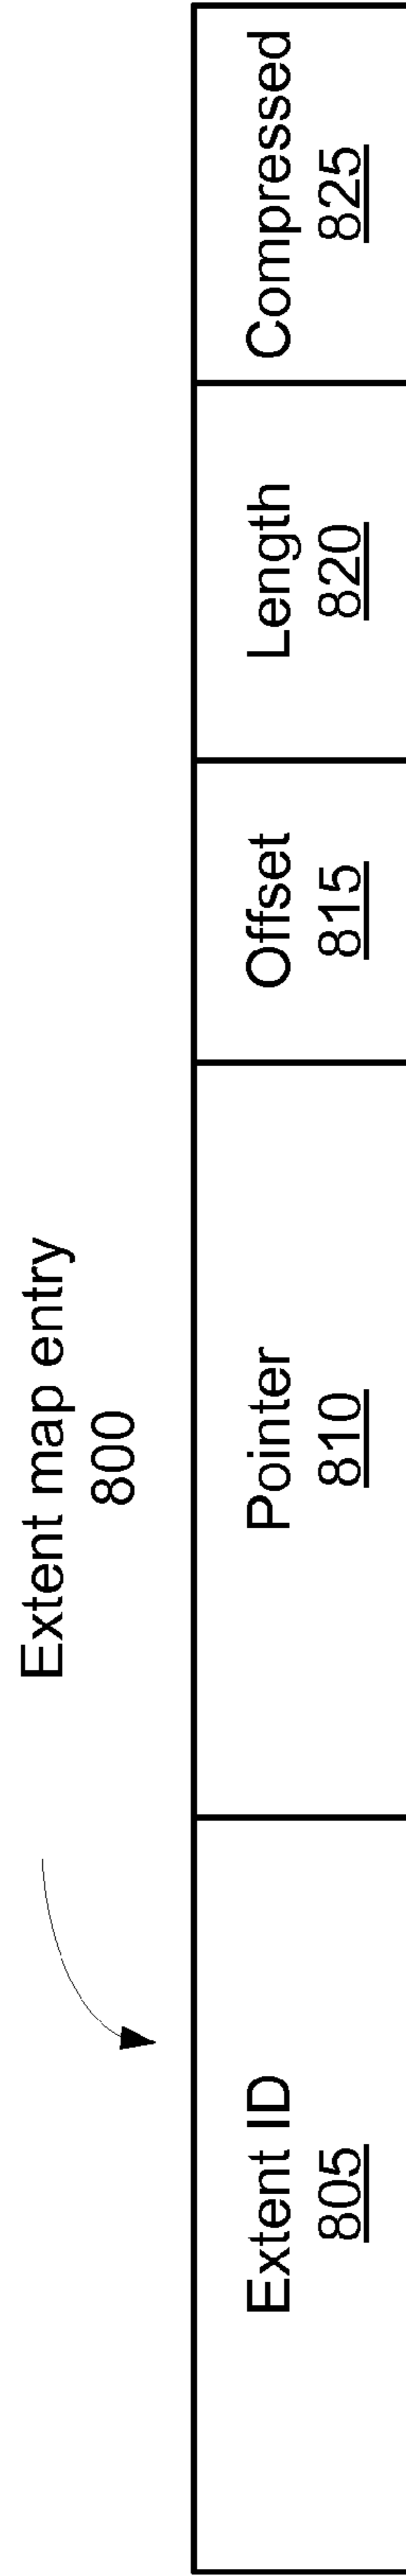 Extent map entry
800
Extent ID
805
Pointer
810
Offset
815
Length
820
Compressed
825